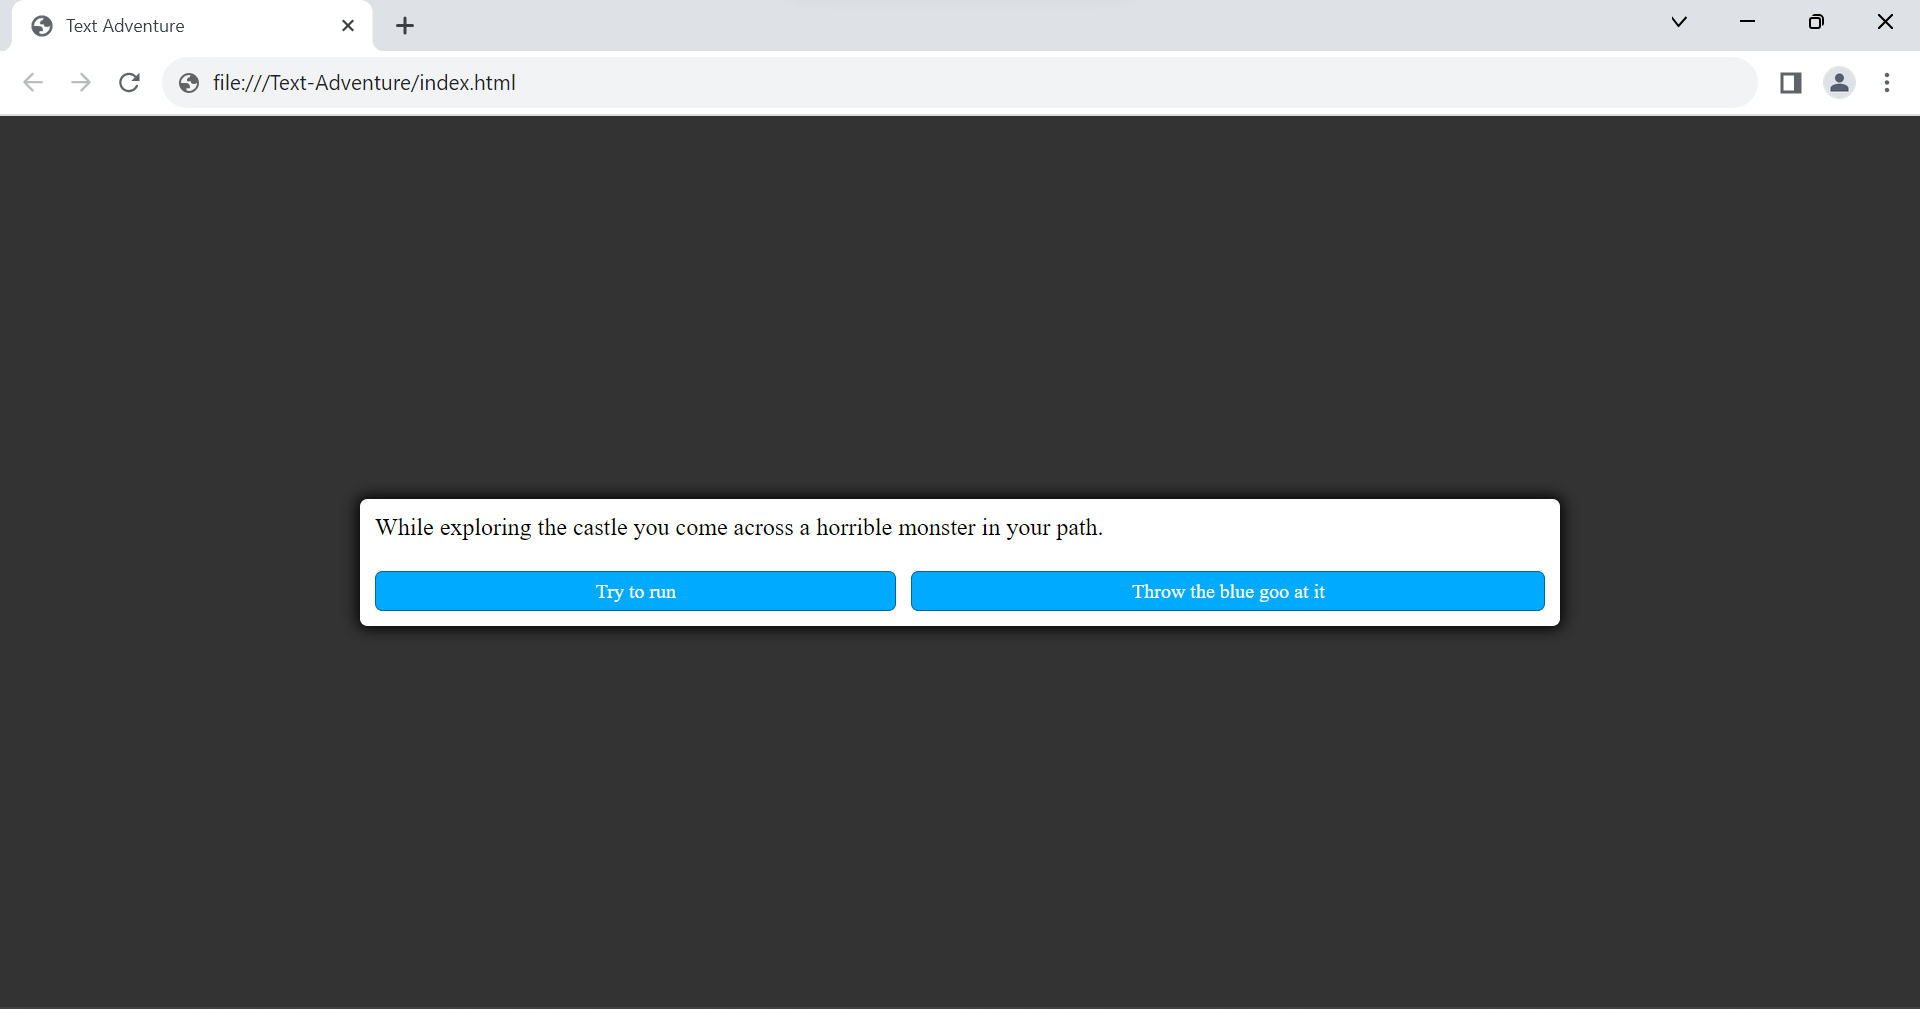 Text Adventure
file:///Text-Adventure/index.html
While exploring the castle you come across a horrible monster in your path.
Try to run
Throw the blue goo at it